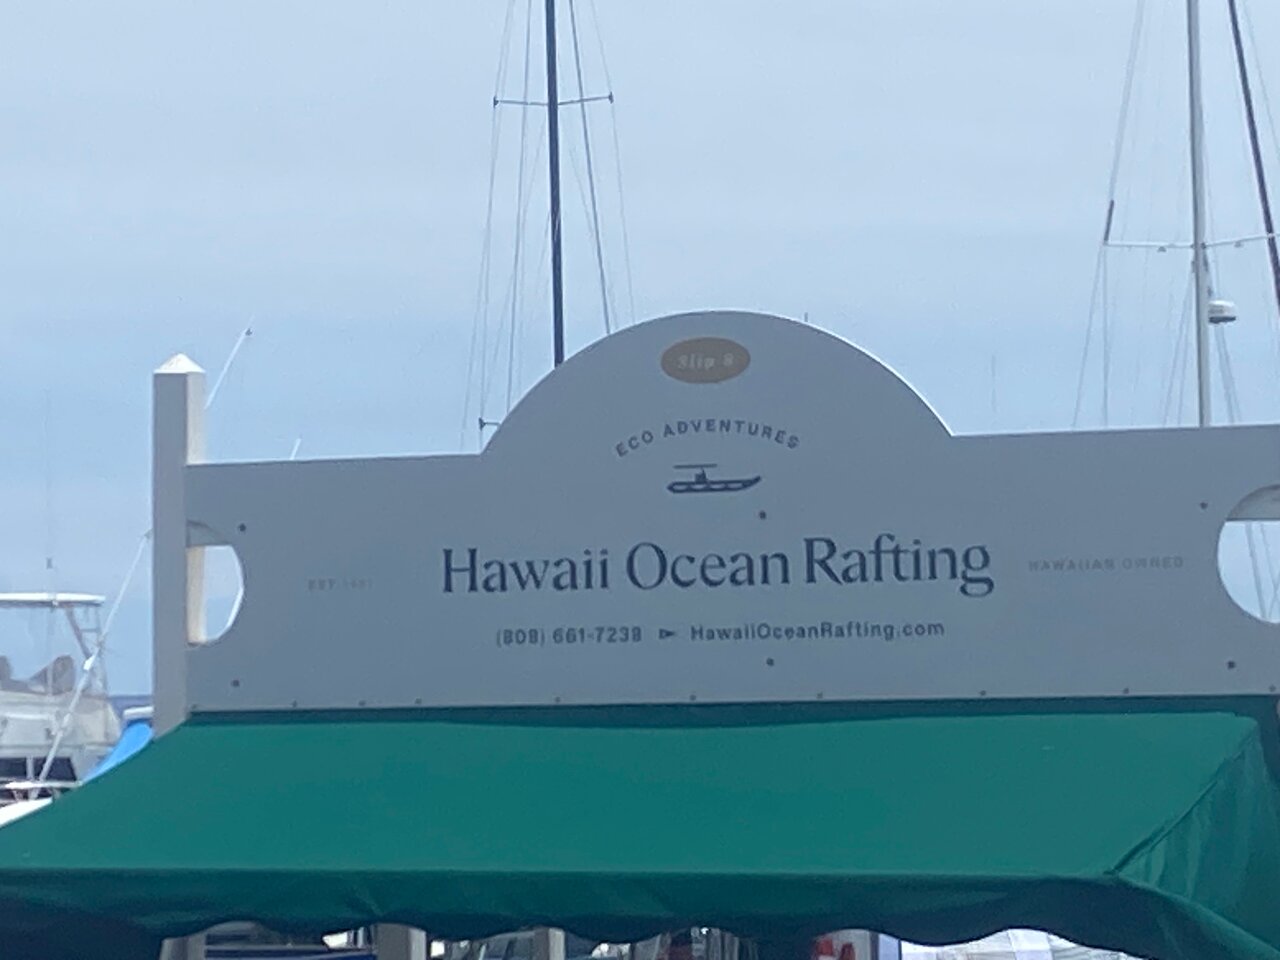 Slip 8
ECO ADVENTURES
Hawaii Ocean Rafting
HAWAIIAN OWNED
(808) 661-7238 HawaiiOceanRafting.com